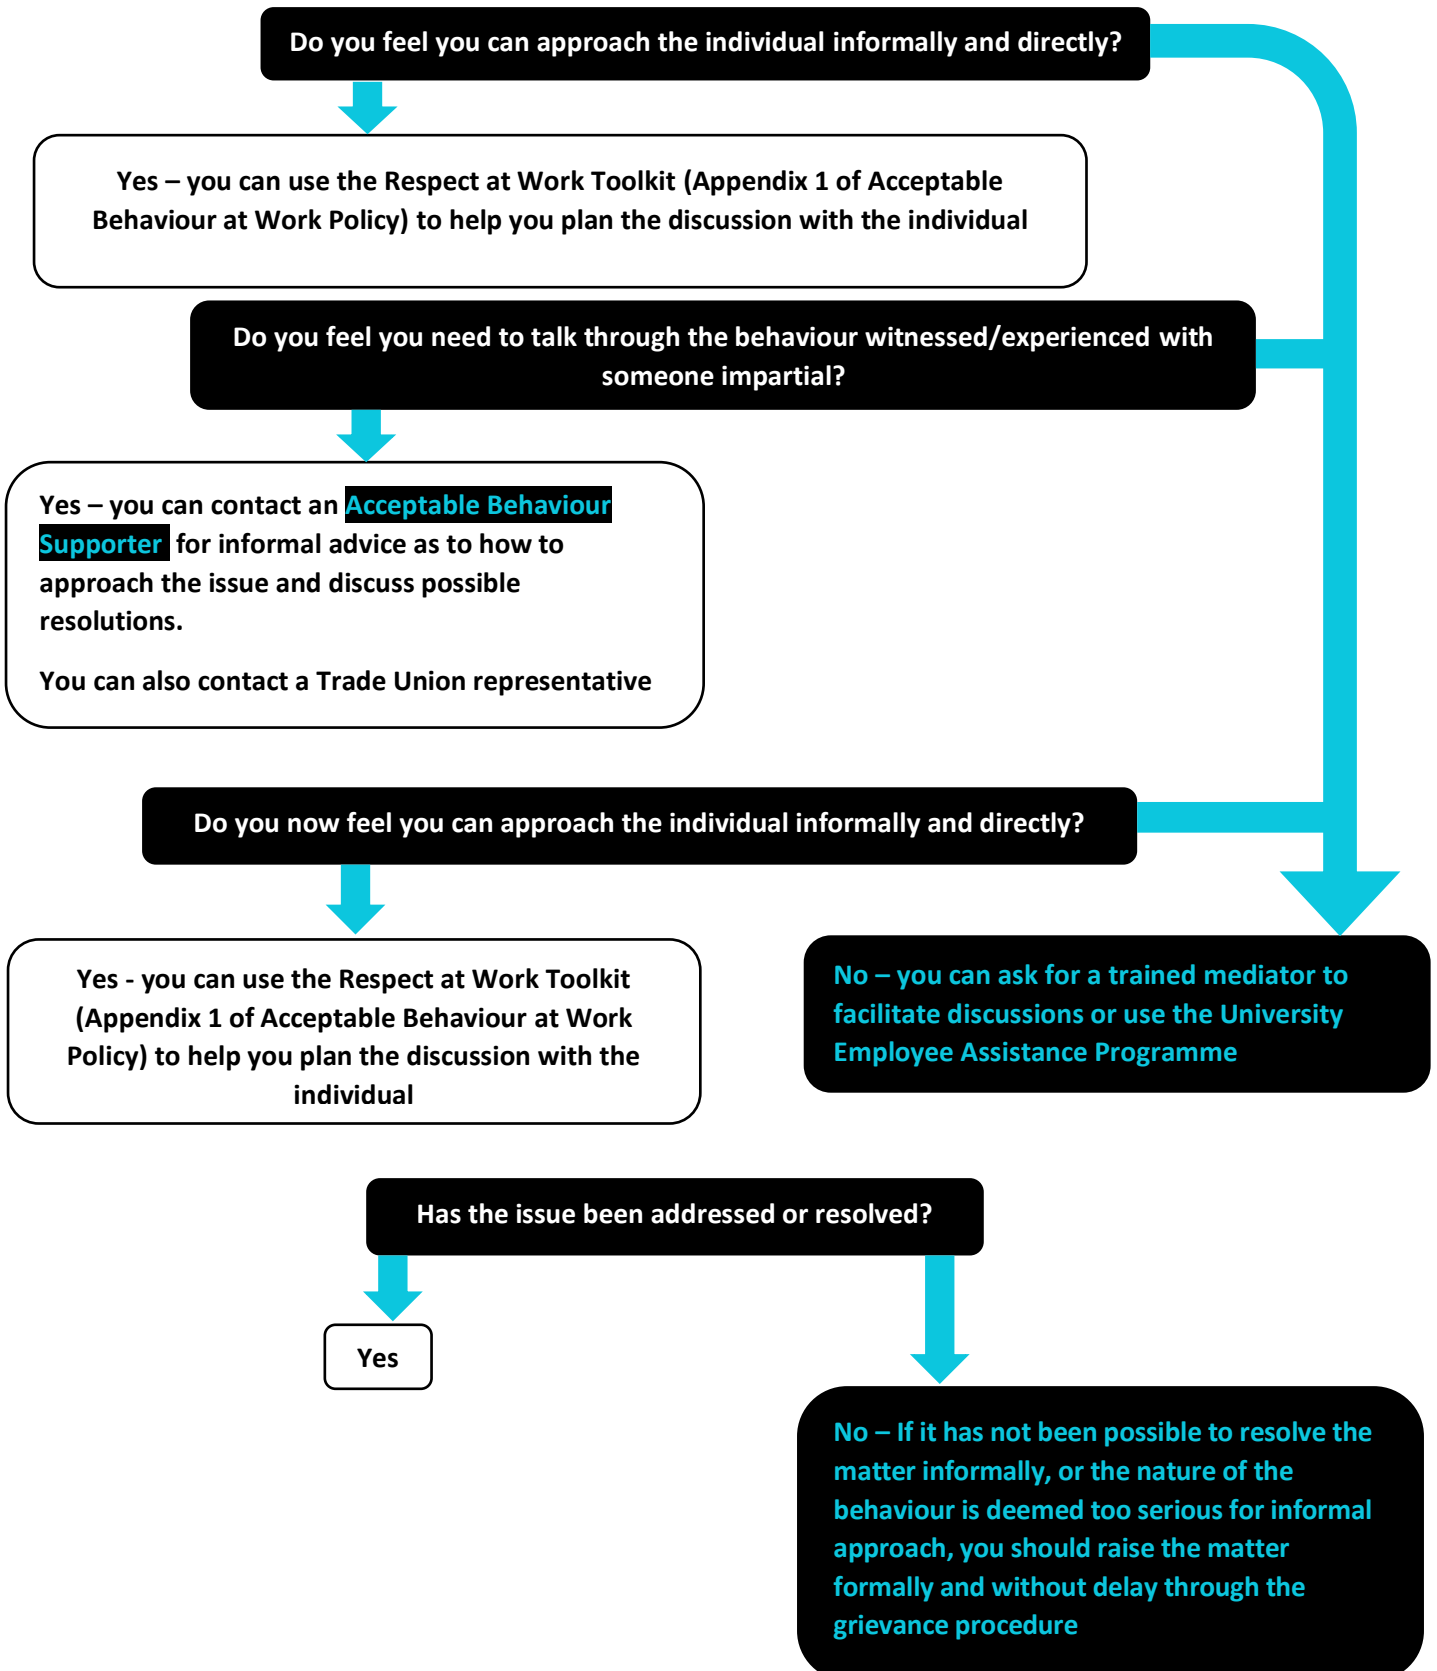 Do you feel you can approach the individual informally and directly?
Yes – you can use the Respect at Work Toolkit (Appendix 1 of Acceptable
Behaviour at Work Policy) to help you plan the discussion with the individual
Do you feel you need to talk through the behaviour witnessed/experienced with
someone impartial?
Yes – you can contact an Acceptable Behaviour
Supporter for informal advice as to how to
approach the issue and discuss possible
resolutions.
You can also contact a Trade Union representative
Do you now feel you can approach the individual informally and directly?
Yes - you can use the Respect at Work Toolkit
(Appendix 1 of Acceptable Behaviour at Work
Policy) to help you plan the discussion with the
individual
No – you can ask for a trained mediator to
facilitate discussions or use the University
Employee Assistance Programme
Has the issue been addressed or resolved?
Yes
No – If it has not been possible to resolve the
matter informally, or the nature of the
behaviour is deemed too serious for informal
approach, you should raise the matter
formally and without delay through the
grievance procedure